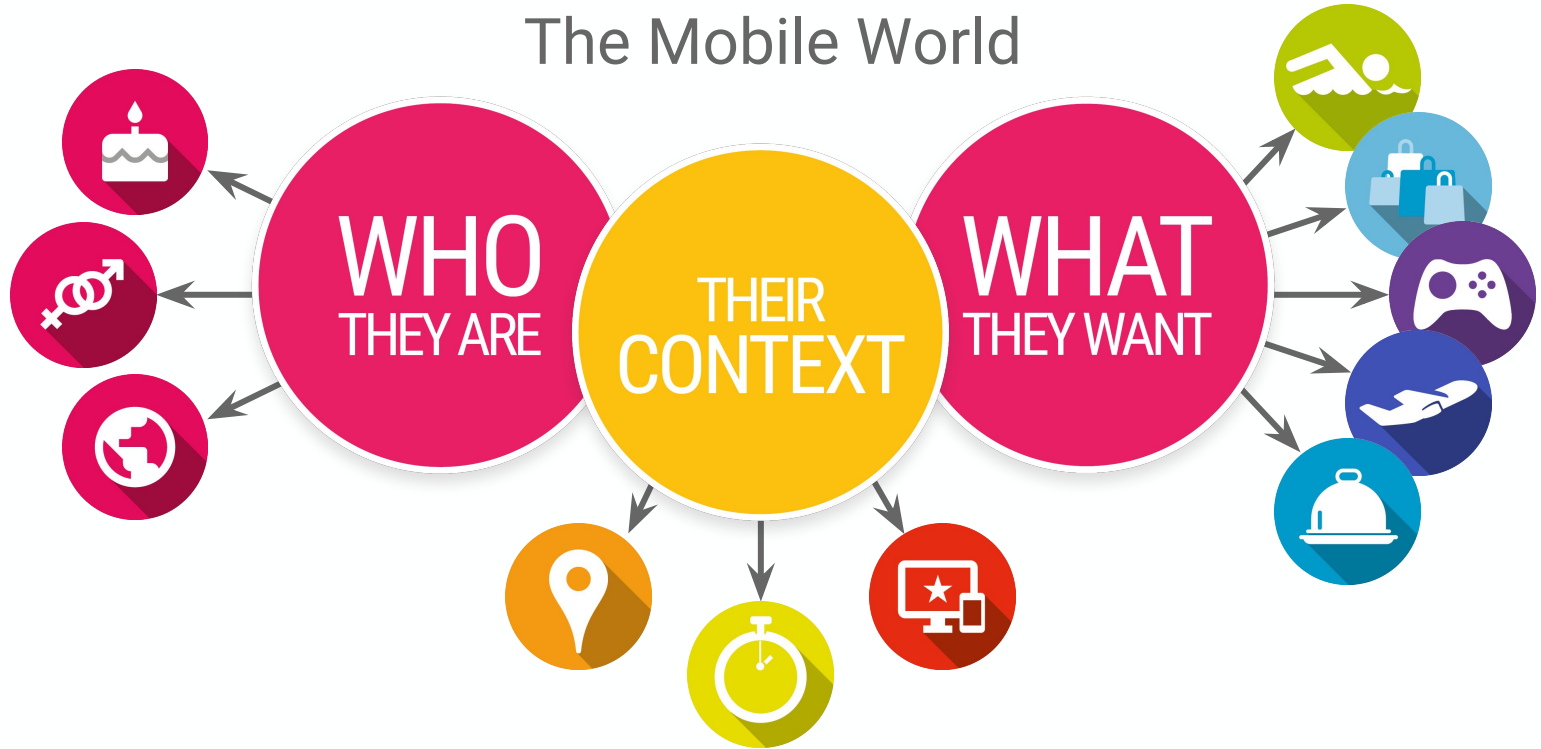 The Mobile World
WHO
THEY ARE
THEIR
CONTEXT
WHAT
THEY WANT